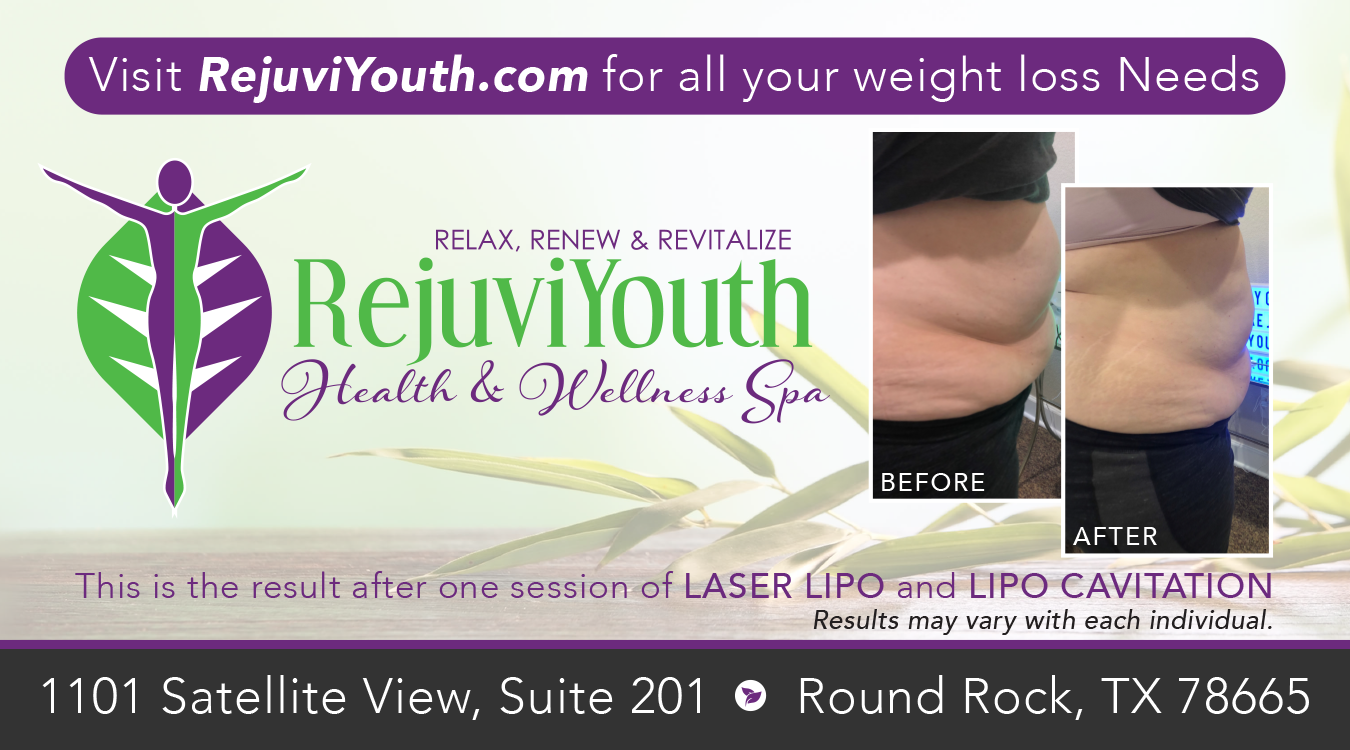 Visit RejuviYouth.com for all your weight loss Needs
RELAX, RENEW & REVITALIZE
RejuviYouth
Health & Wellness Spa
BEFORE
AFTER
This is the result after one session of LASER LIPO and LIPO CAVITATION
Results may vary with each individual.
1101 Satellite View, Suite 201 Round Rock, TX 78665